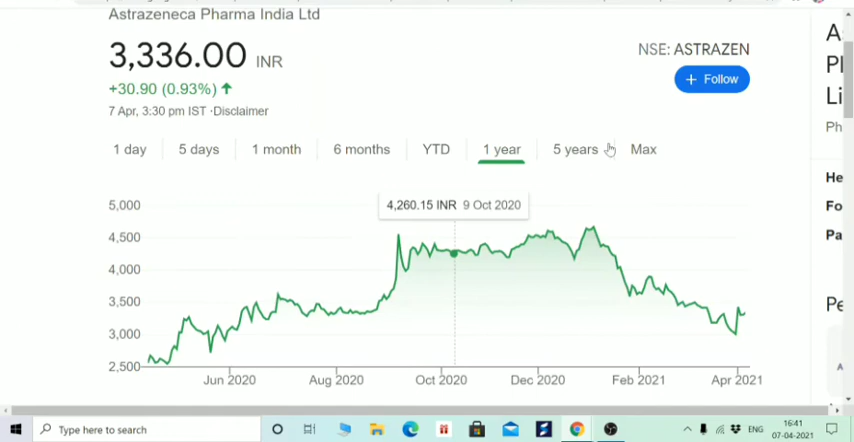 Astrazeneca Pharma India Ltd
3,336.00 INR
+30.90 (0.93%)
7 Apr, 3:30 pm IST ·Disclaimer
NSE: ASTRAZEN
+ Follow
1 day 5 days 1 month 6 months YTD 1 year 5 years Max
4,260.15 INR 9 Oct 2020
5,000
4,500
4,000
3,500
3,000
2,500
Jun 2020 Aug 2020 Oct 2020 Dec 2020 Feb 2021 Apr 2021
Li
Ph
He
Fo
Pa
Type here to search
ENG
16:41
07-04-2021